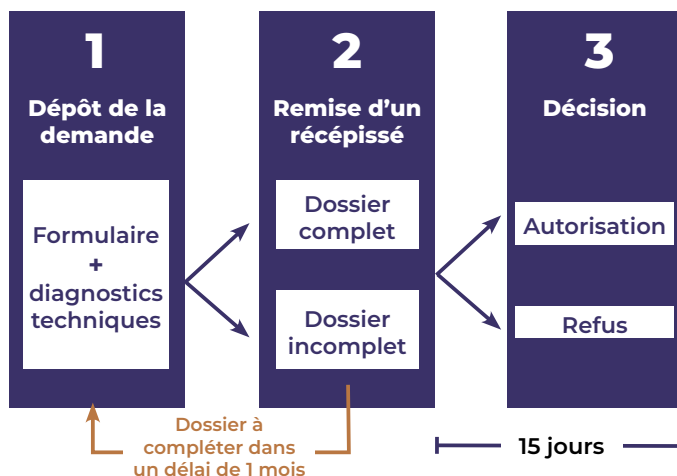 1
Dépôt de la
demande
Formulaire
+
diagnostics
techniques
2
Remise d’un
récépissé
Dossier
complet
Dossier
incomplet
3
Décision
Autorisation
Refus
Dossier à
compléter dans
un délai de 1 mois
15 jours